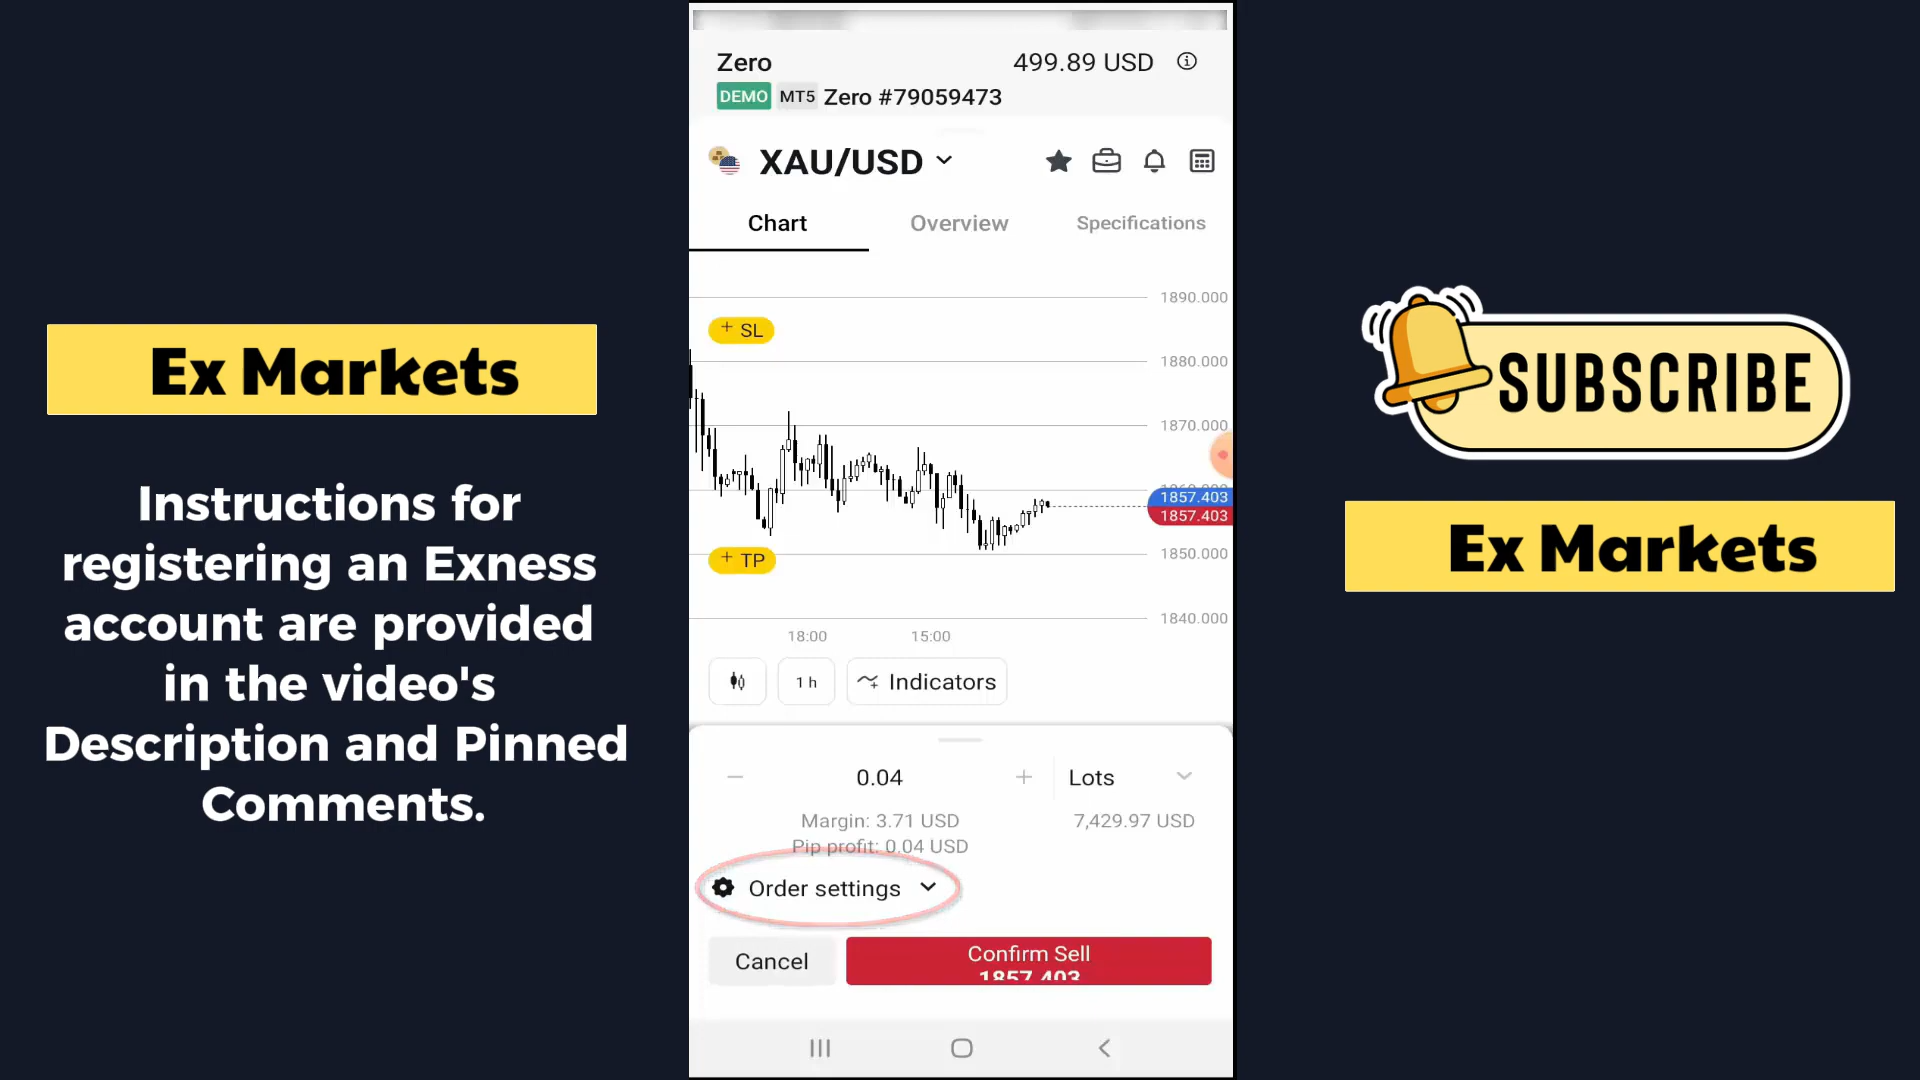 Ex Markets
Instructions for
registering an Exness
account are provided
in the video's
Description and Pinned
Comments.
Zero
499.89 USD
DEMO MT5 Zero #79059473
XAU/USD
Chart Overview Specifications
1890.000
+ SL
1880.000
1870.000
1860.000
1857.403
1857.403
1850.000
+ TP
1840.000
18:00 15:00
1 h Indicators
− 0.04 + Lots
Margin: 3.71 USD 7,429.97 USD
Pip profit: 0.04 USD
Order settings
Cancel
Confirm Sell
1857.403
SUBSCRIBE
Ex Markets